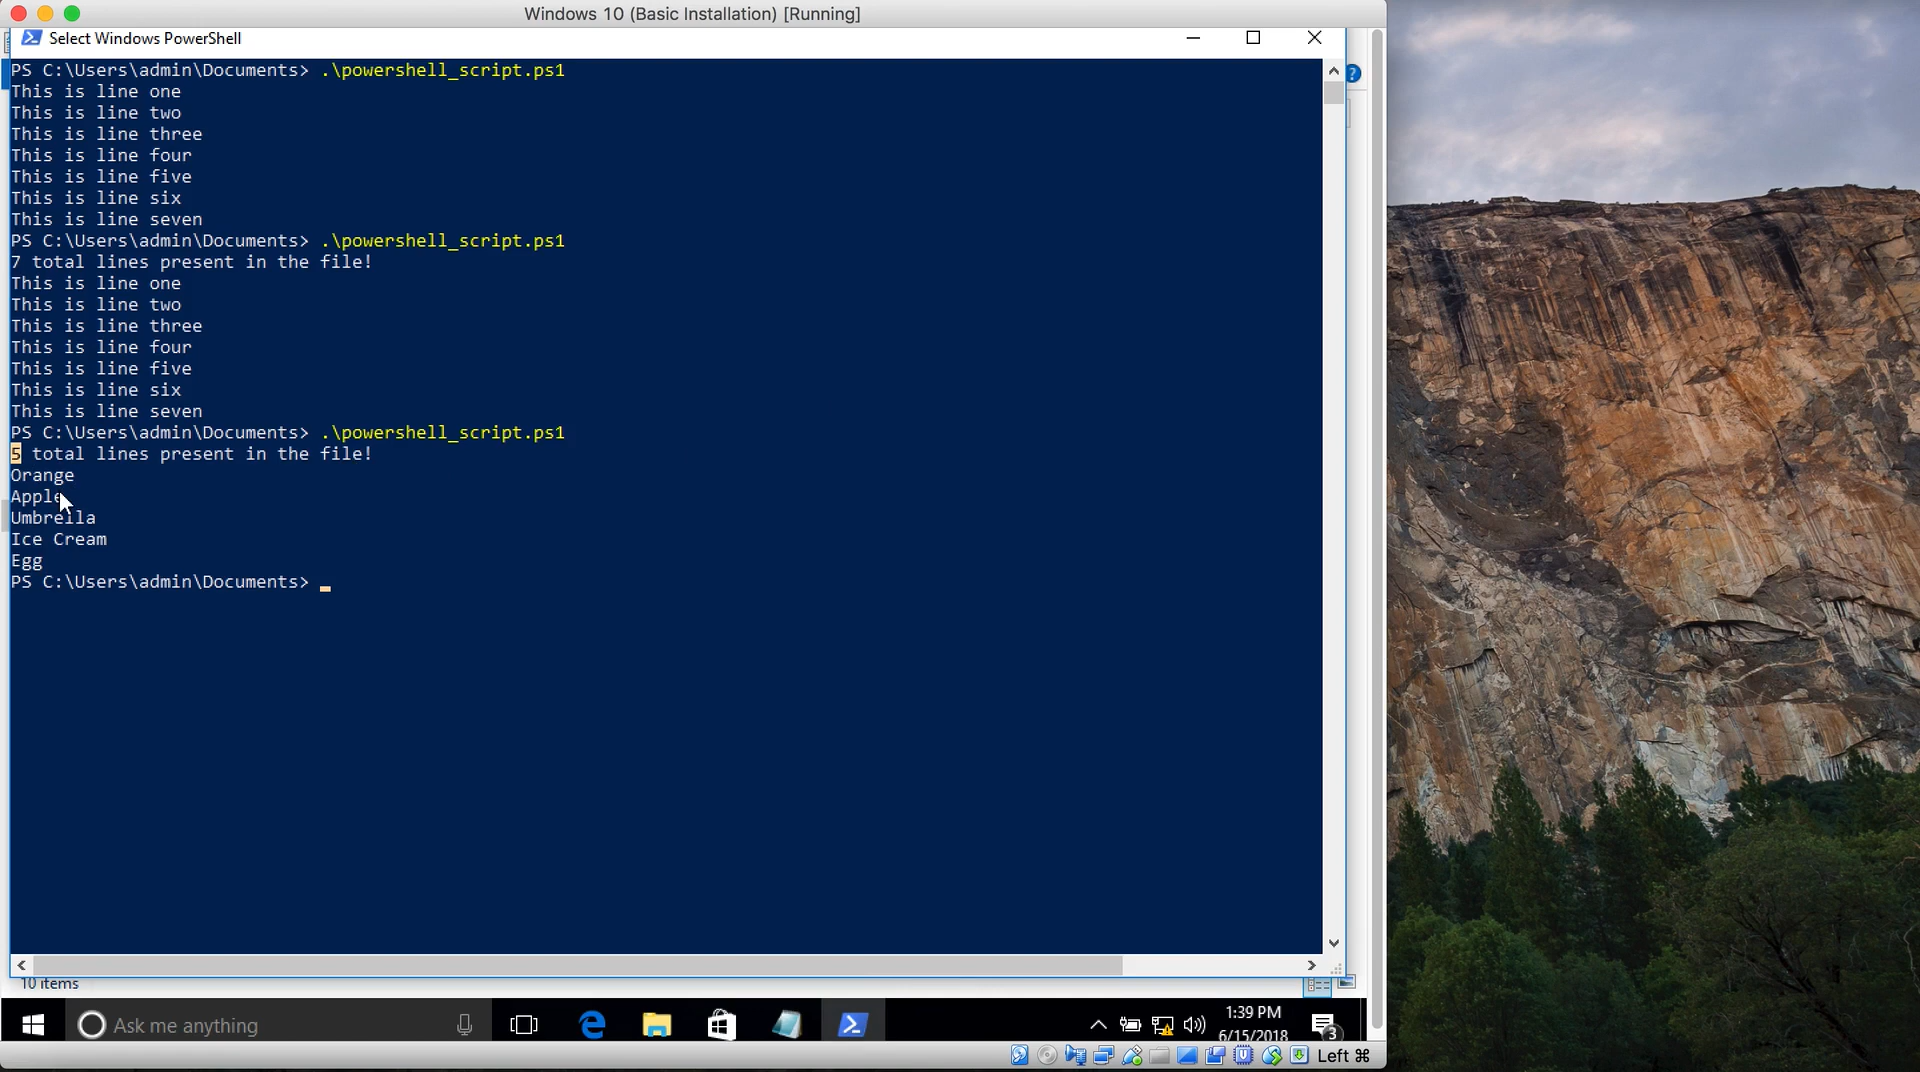 Windows 10 (Basic Installation) [Running]
Select Windows PowerShell
PS C:\Users\admin\Documents> .\powershell_script.ps1
This is line one
This is line two
This is line three
This is line four
This is line five
This is line six
This is line seven
PS C:\Users\admin\Documents> .\powershell_script.ps1
7 total lines present in the file!
This is line one
This is line two
This is line three
This is line four
This is line five
This is line six
This is line seven
PS C:\Users\admin\Documents> .\powershell_script.ps1
5 total lines present in the file!
Orange
Apple
Umbrella
Ice Cream
Egg
PS C:\Users\admin\Documents>
10 items
Ask me anything
1:39 PM
6/15/2018
3
Left ⌘